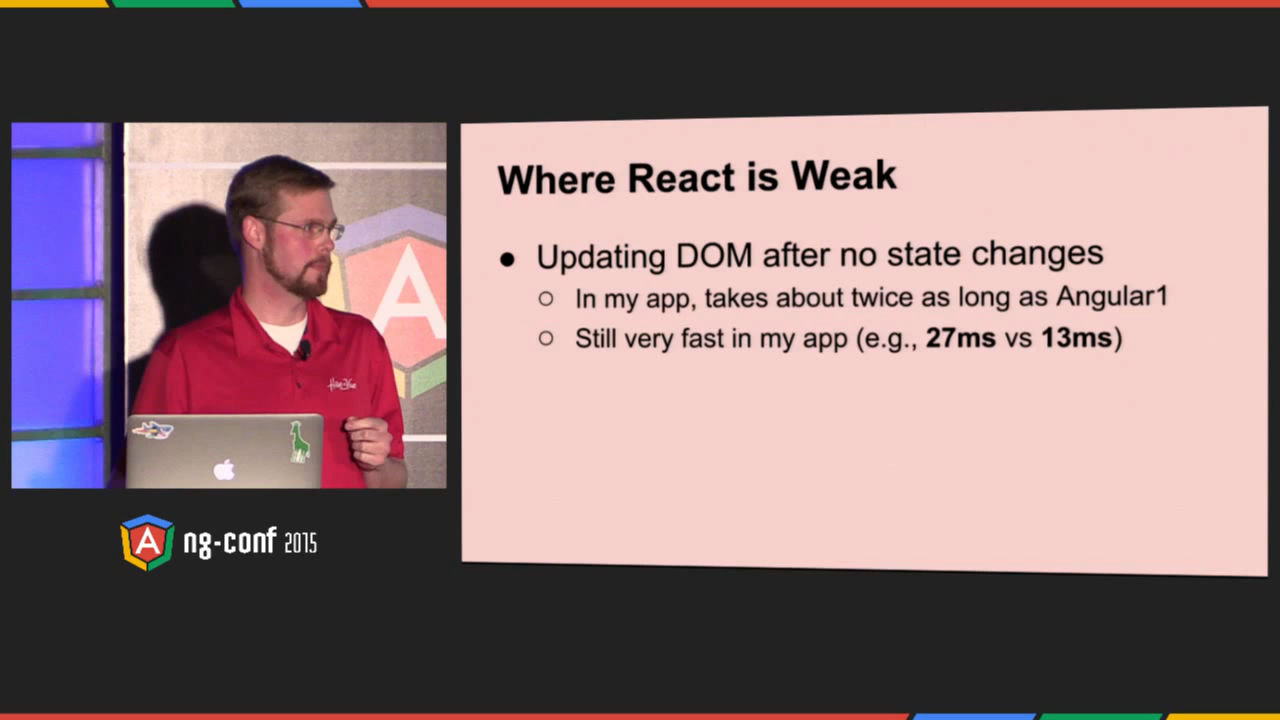 Where React is Weak
● Updating DOM after no state changes
○ In my app, takes about twice as long as Angular1
○ Still very fast in my app (e.g., 27ms vs 13ms)
A
A
ng-conf 2015